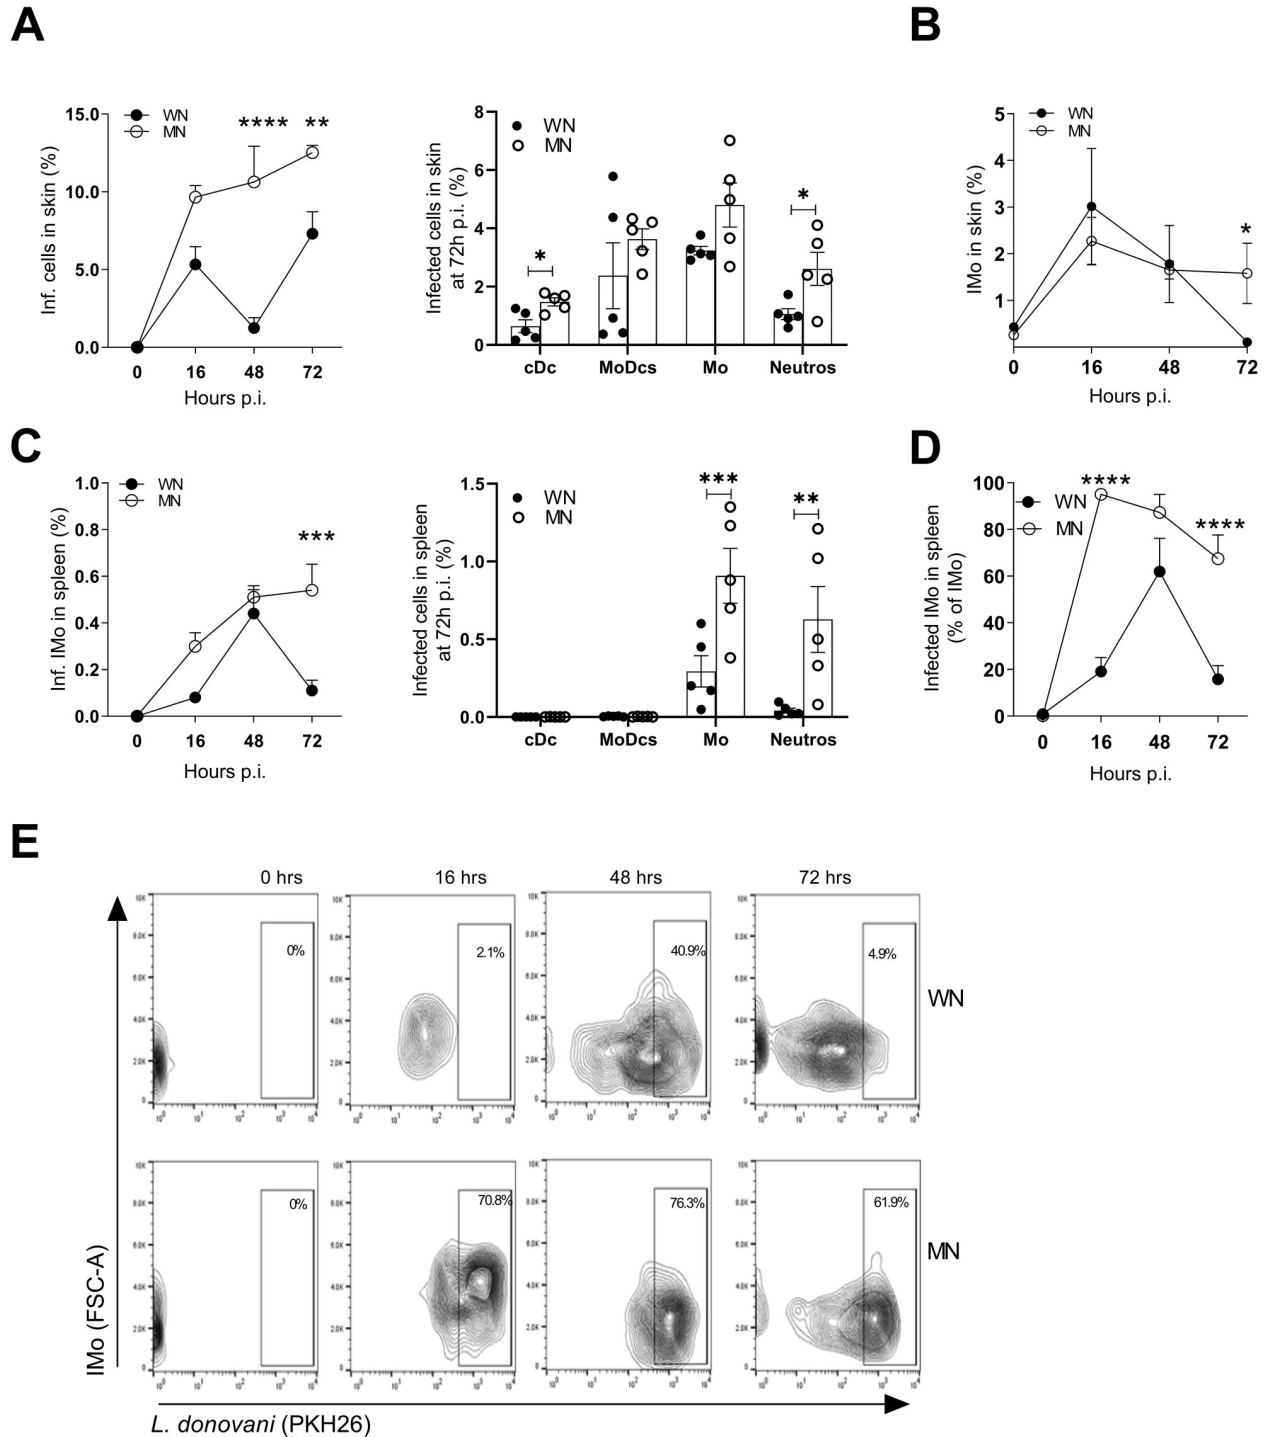 A
B
WN
MN
15.0
10.0
5.0
0.0
**** **
0 16 48 72
Inf. cells in skin (%)
Hours p.i.
WN
MN
8
6
4
2
0
*
*
cDc MoDcs Mo Neutros
Infected cells in skin
at 72h p.i. (%)
WN
MN
5
4
3
2
1
*
0 16 48 72
IMo in skin (%)
Hours p.i.
C
D
WN
MN
1.0
0.8
0.6
0.4
0.2
0.0
***
0 16 48 72
Inf. IMo in spleen (%)
Hours p.i.
WN
MN
1.5
1.0
0.5
0.0
***
**
cDc MoDcs Mo Neutros
Infected cells in spleen
at 72h p.i. (%)
WN
MN
100
80
60
40
20
0
****
****
0 16 48 72
Infected IMo in spleen
(% of IMo)
Hours p.i.
E
0 hrs 16 hrs 48 hrs 72 hrs
0% 2.1% 40.9% 4.9%
WN
0% 70.8% 76.3% 61.9%
MN
IMo (FSC-A)
L. donovani (PKH26)